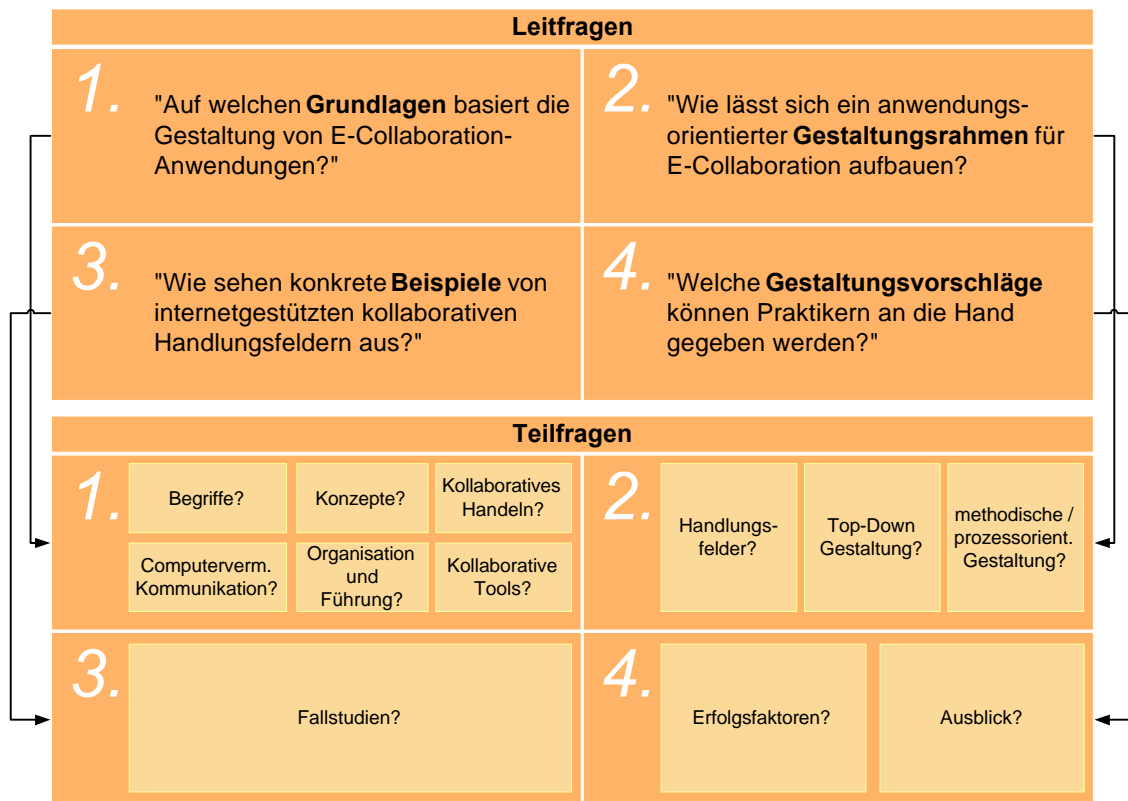 Leitfragen
1.
"Auf welchen Grundlagen basiert die
Gestaltung von E-Collaboration-
Anwendungen?"
2.
"Wie lässt sich ein anwendungs-
orientierter Gestaltungsrahmen für
E-Collaboration aufbauen?
3.
"Wie sehen konkrete Beispiele von
internetgestützten kollaborativen
Handlungsfeldern aus?"
4.
"Welche Gestaltungsvorschläge
können Praktikern an die Hand
gegeben werden?"
Teilfragen
1.
Begriffe?
Konzepte?
Kollaboratives
Handeln?
Computerverm.
Kommunikation?
Organisation
und
Führung?
Kollaborative
Tools?
2.
Handlungs-
felder?
Top-Down
Gestaltung?
methodische /
prozessorient.
Gestaltung?
3.
Fallstudien?
4.
Erfolgsfaktoren?
Ausblick?